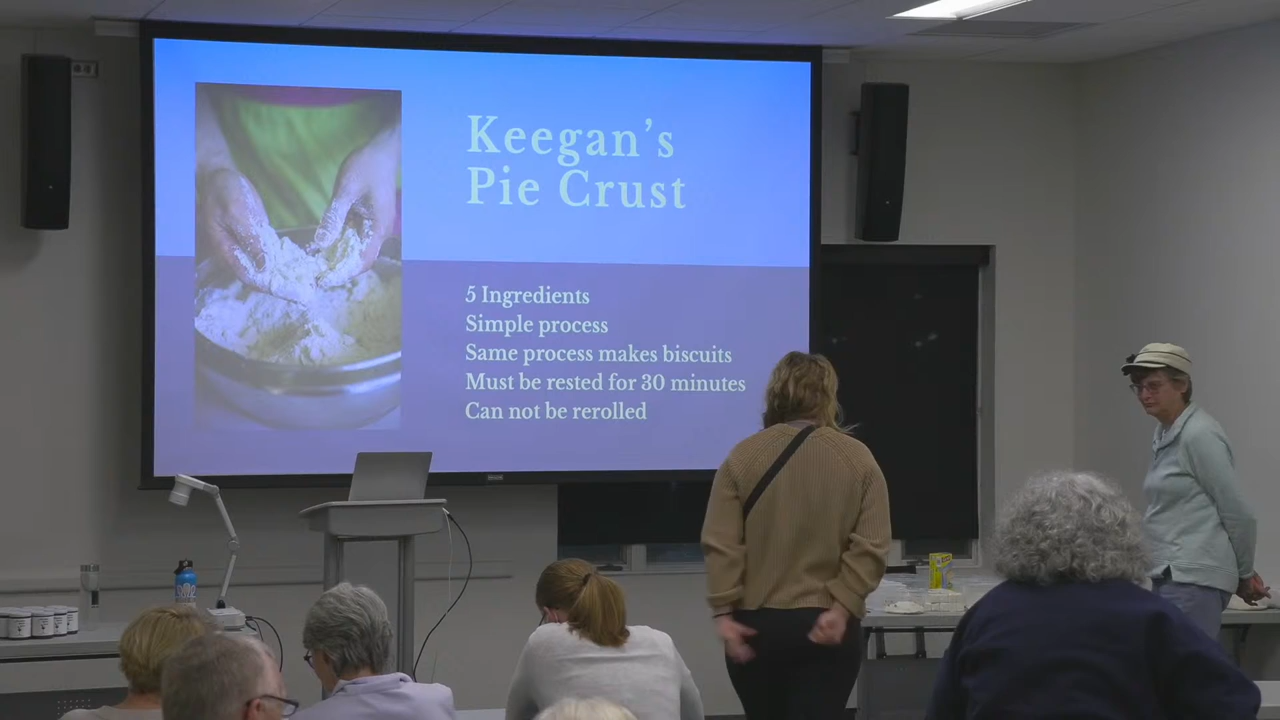 Keegan's
Pie Crust
5 Ingredients
Simple process
Same process makes biscuits
Must be rested for 30 minutes
Can not be rerolled